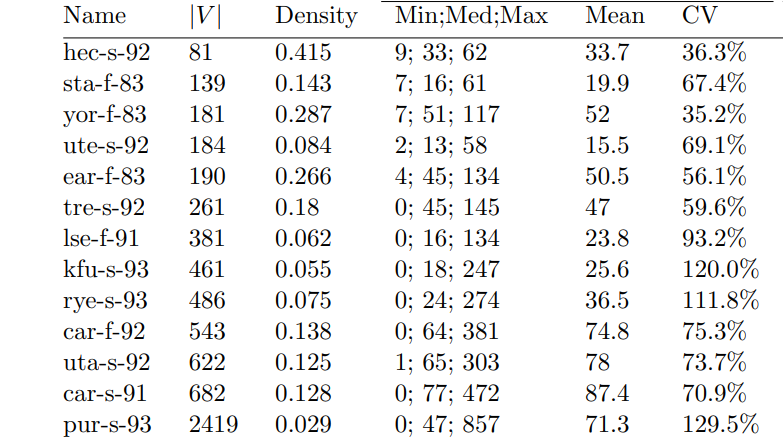 Name |V| Density Min;Med;Max Mean CV
hec-s-92 81 0.415 9; 33; 62 33.7 36.3%
sta-f-83 139 0.143 7; 16; 61 19.9 67.4%
yor-f-83 181 0.287 7; 51; 117 52 35.2%
ute-s-92 184 0.084 2; 13; 58 15.5 69.1%
ear-f-83 190 0.266 4; 45; 134 50.5 56.1%
tre-s-92 261 0.18 0; 45; 145 47 59.6%
lse-f-91 381 0.062 0; 16; 134 23.8 93.2%
kfu-s-93 461 0.055 0; 18; 247 25.6 120.0%
rye-s-93 486 0.075 0; 24; 274 36.5 111.8%
car-f-92 543 0.138 0; 64; 381 74.8 75.3%
uta-s-92 622 0.125 1; 65; 303 78 73.7%
car-s-91 682 0.128 0; 77; 472 87.4 70.9%
pur-s-93 2419 0.029 0; 47; 857 71.3 129.5%